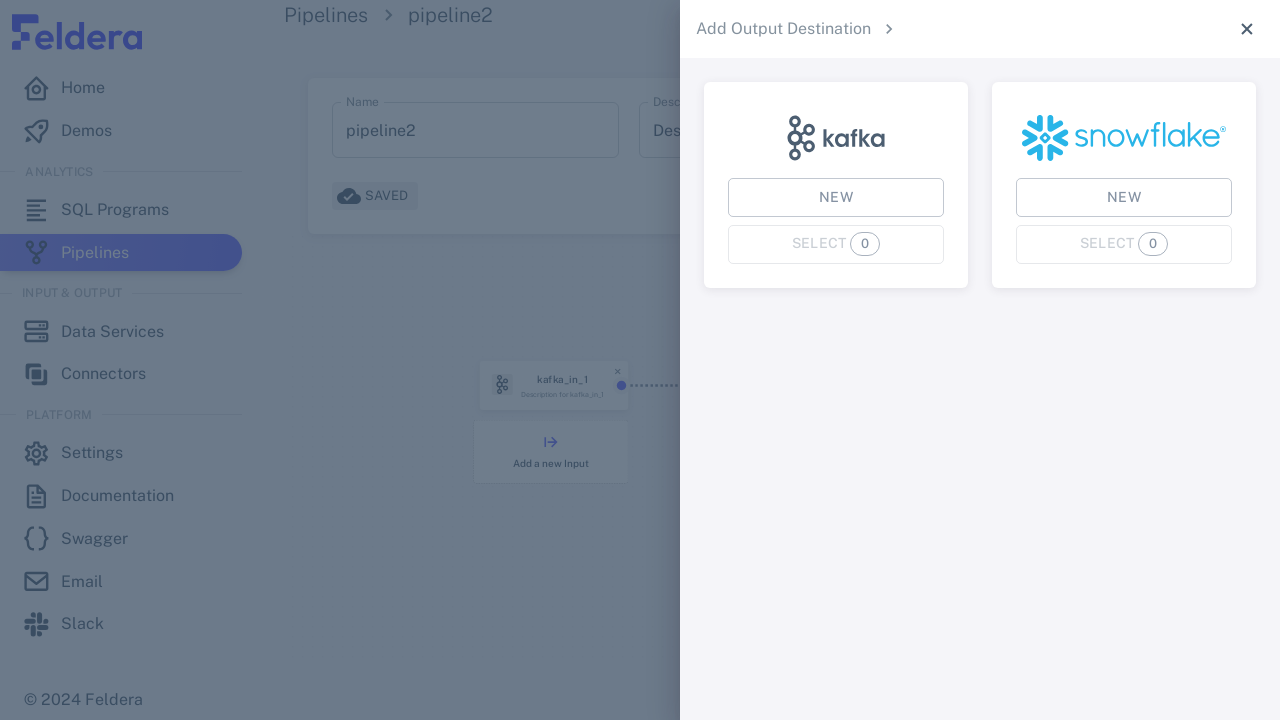 Feldera
Home
Demos
ANALYTICS
SQL Programs
Pipelines
INPUT & OUTPUT
Data Services
Connectors
PLATFORM
Settings
Documentation
Swagger
Email
Slack
© 2024 Feldera
Pipelines > pipeline2
Name
pipeline2
Desc
Des
SAVED
kafka_in_1
Description for kafka_in_1
Add a new Input
Add Output Destination >
kafka
NEW
SELECT 0
snowflake®
NEW
SELECT 0